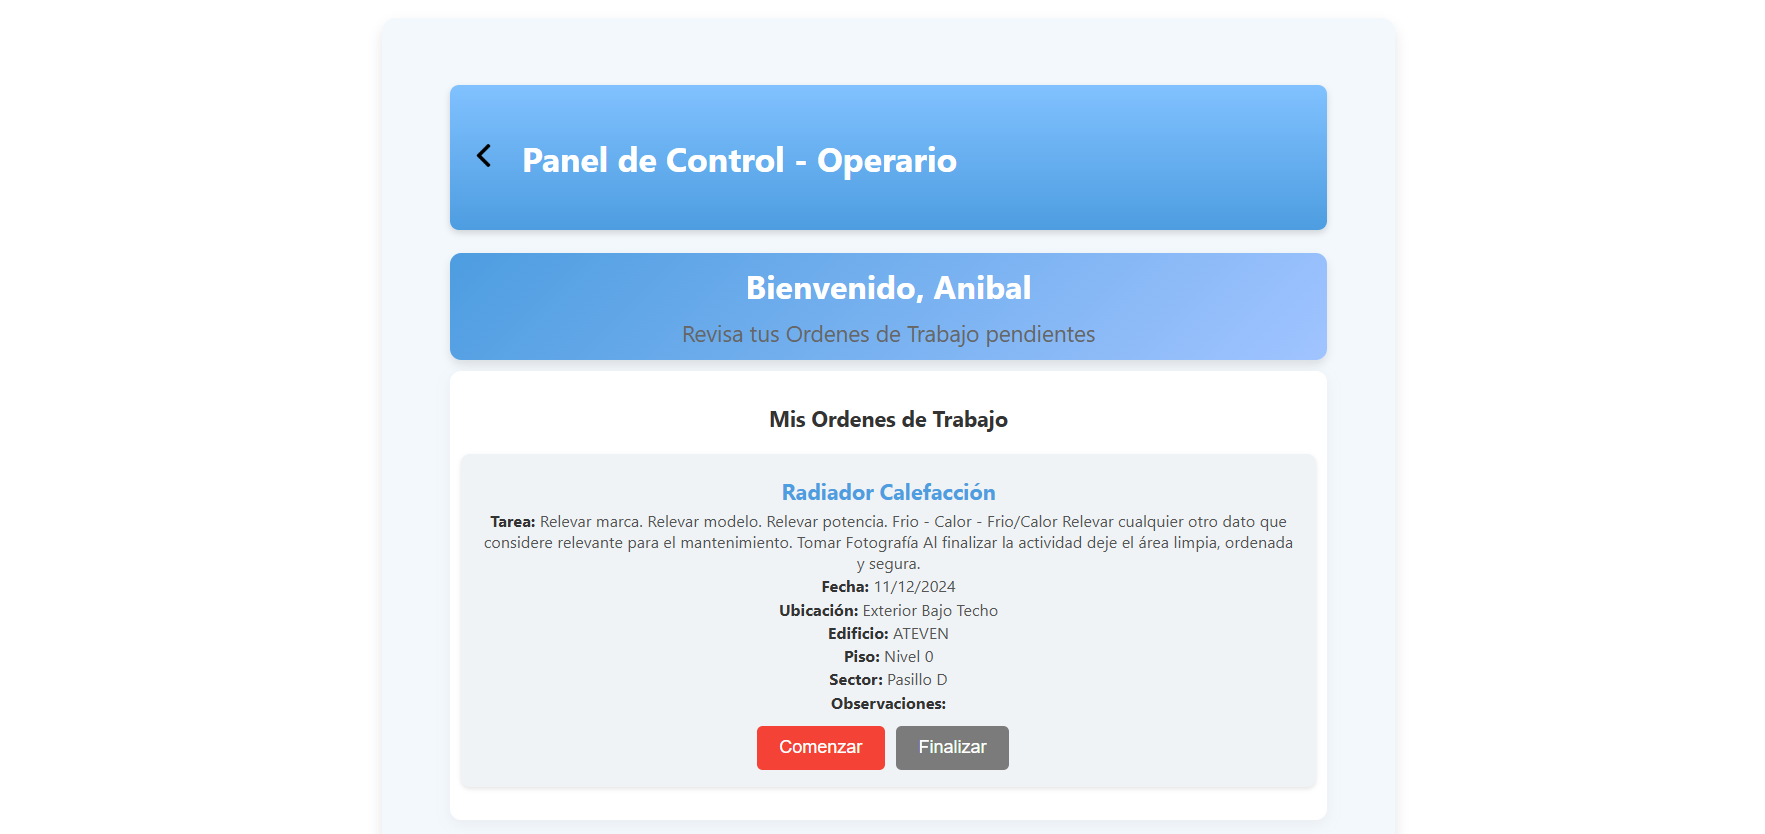 Panel de Control - Operario
Bienvenido, Anibal
Revisa tus Ordenes de Trabajo pendientes
Mis Ordenes de Trabajo
Radiador Calefacción
Tarea: Relevar marca. Relevar modelo. Relevar potencia. Frio - Calor - Frio/Calor Relevar cualquier otro dato que
considere relevante para el mantenimiento. Tomar Fotografía Al finalizar la actividad deje el área limpia, ordenada
y segura.
Fecha: 11/12/2024
Ubicación: Exterior Bajo Techo
Edificio: ATEVEN
Piso: Nivel 0
Sector: Pasillo D
Observaciones:
Comenzar
Finalizar